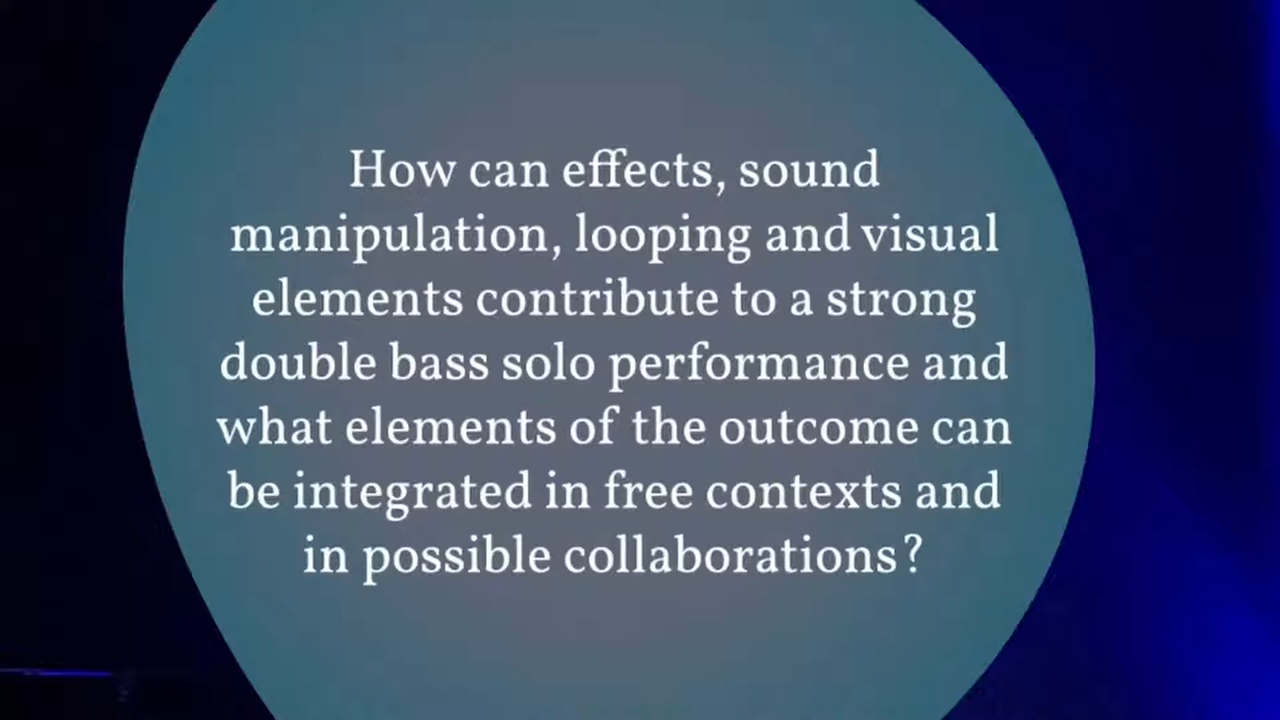 How can effects, sound
manipulation, looping and visual
elements contribute to a strong
double bass solo performance and
what elements of the outcome can
be integrated in free contexts and
in possible collaborations?